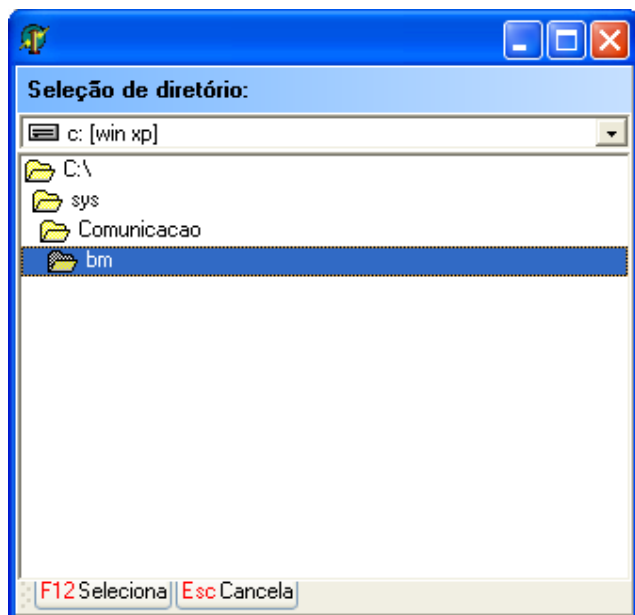 Seleção de diretório:
c: [win xp]
C:\
sys
Comunicacao
bm
F12 Seleciona Esc Cancela